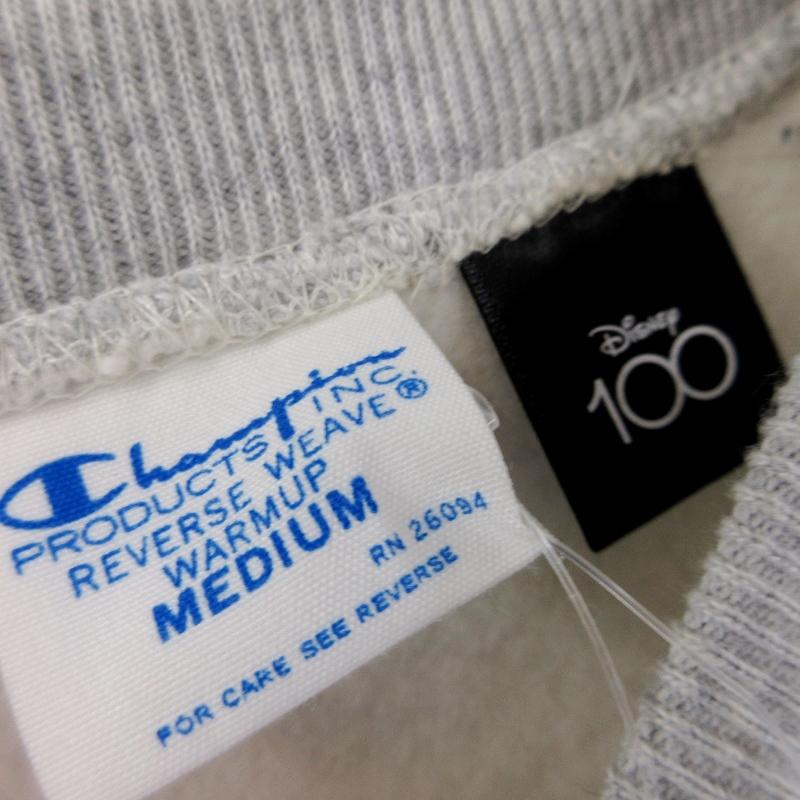 Champion
PRODUCTS INC.
REVERSE WEAVE®
WARMUP
MEDIUM
RN 26094
FOR CARE SEE REVERSE
Disney
100